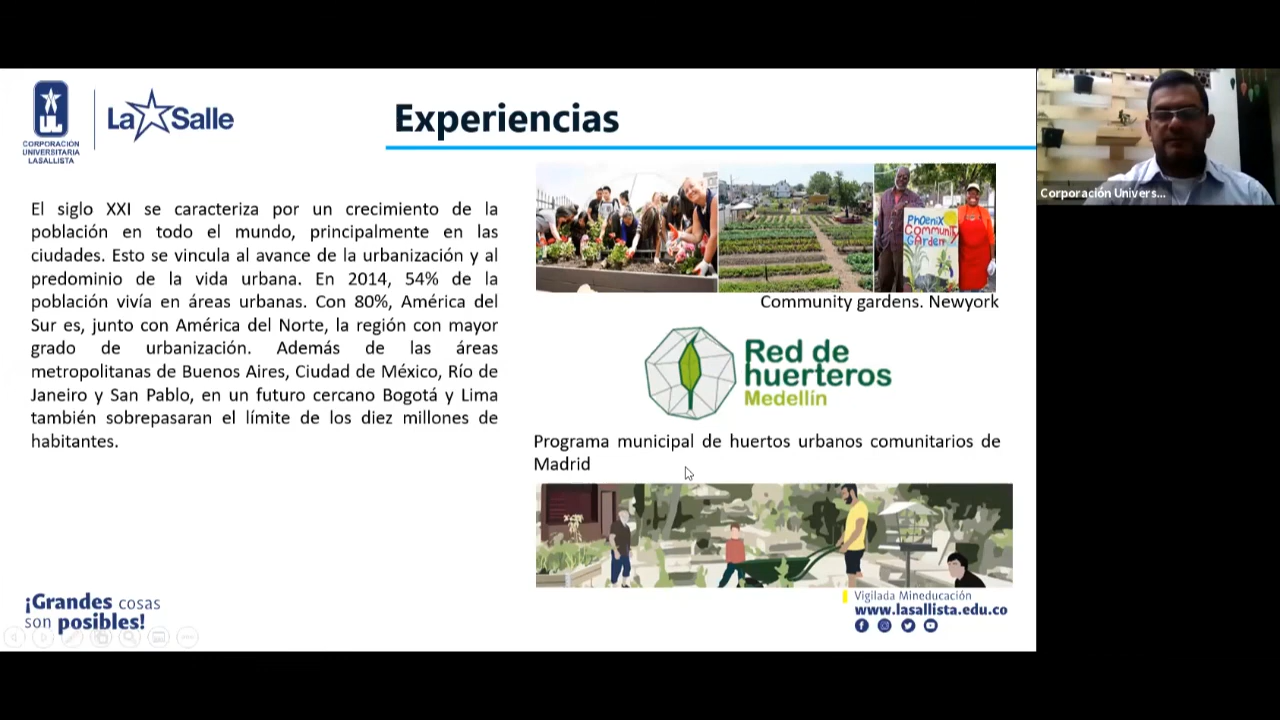 CORPORACIÓN
UNIVERSITARIA
LASALLISTA
La Salle
Experiencias
El siglo XXI se caracteriza por un crecimiento de la
población en todo el mundo, principalmente en las
ciudades. Esto se vincula al avance de la urbanización y al
predominio de la vida urbana. En 2014, 54% de la
población vivía en áreas urbanas. Con 80%, América del
Sur es, junto con América del Norte, la región con mayor
grado de urbanización. Además de las áreas
metropolitanas de Buenos Aires, Ciudad de México, Río de
Janeiro y San Pablo, en un futuro cercano Bogotá y Lima
también sobrepasaran el límite de los diez millones de
habitantes.
PhOeniX
Community
GArden
Community gardens. Newyork
Red de
huerteros
Medellín
Programa municipal de huertos urbanos comunitarios de
Madrid
¡Grandes cosas
son posibles!
Vigilada Mineducación
www.lasallista.edu.co
Corporación Univers...